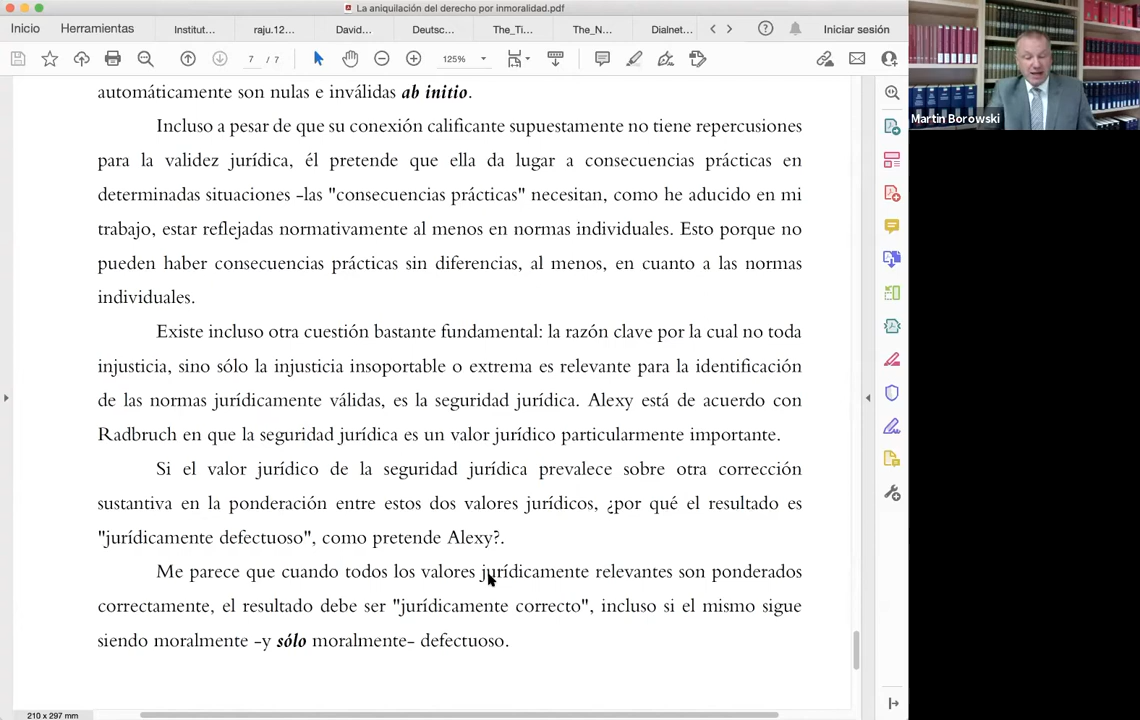 La aniquilación del derecho por inmoralidad.pdf
Inicio Herramientas Institut... raju.12... David... Deutsc... The_Ti... The_N... Dialnet... Iniciar sesión
7 / 7 125%
Martin Borowski
automáticamente son nulas e inválidas ab initio.
Incluso a pesar de que su conexión calificante supuestamente no tiene repercusiones
para la validez jurídica, él pretende que ella da lugar a consecuencias prácticas en
determinadas situaciones -las "consecuencias prácticas" necesitan, como he aducido en mi
trabajo, estar reflejadas normativamente al menos en normas individuales. Esto porque no
pueden haber consecuencias prácticas sin diferencias, al menos, en cuanto a las normas
individuales.
Existe incluso otra cuestión bastante fundamental: la razón clave por la cual no toda
injusticia, sino sólo la injusticia insoportable o extrema es relevante para la identificación
de las normas jurídicamente válidas, es la seguridad jurídica. Alexy está de acuerdo con
Radbruch en que la seguridad jurídica es un valor jurídico particularmente importante.
Si el valor jurídico de la seguridad jurídica prevalece sobre otra corrección
sustantiva en la ponderación entre estos dos valores jurídicos, ¿por qué el resultado es
"jurídicamente defectuoso", como pretende Alexy?.
Me parece que cuando todos los valores jurídicamente relevantes son ponderados
correctamente, el resultado debe ser "jurídicamente correcto", incluso si el mismo sigue
siendo moralmente -y sólo moralmente- defectuoso.
210 x 297 mm